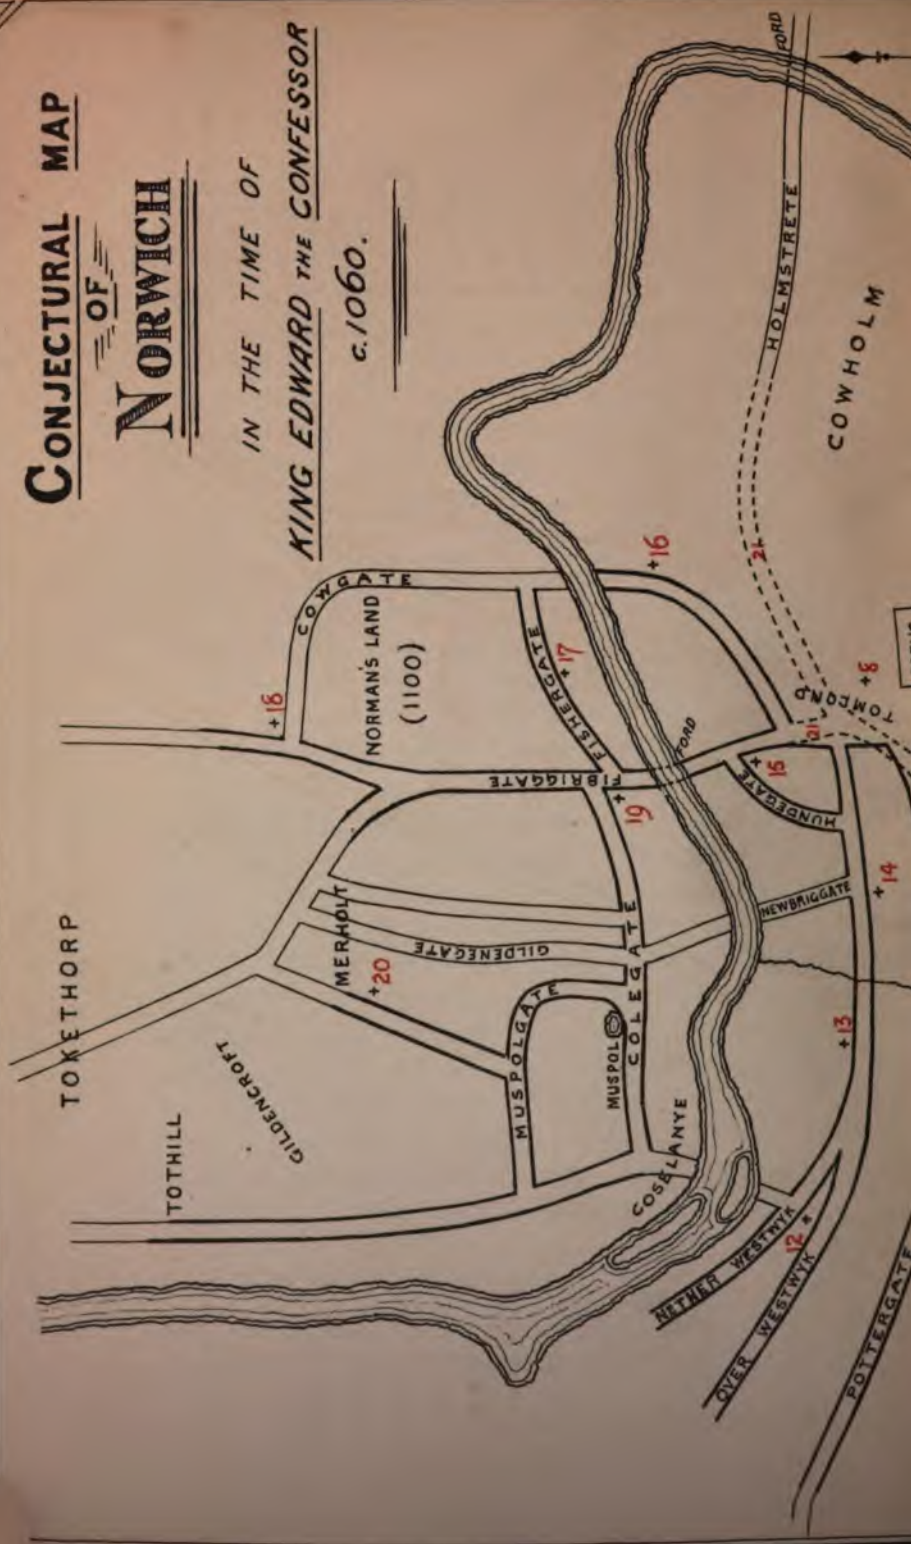 CONJECTURAL MAP
OF
NORWICH
IN THE TIME OF
KING EDWARD THE CONFESSOR
c. 1060.
TOKETHORP
TOTHILL
GILDENCROFT
MERHOLT
+20
+18
COWGATE
NORMAN'S LAND
(1100)
FISHERGATE
+17
+16
FIBRIGGATE
+19
GILDENEGATE
MUSPOLGATE
MUSPOL
COLEGATE
COSELANYE
FORD
FORD
HOLMSTRETE
COWHOLM
21
21
TOMLOND
+8
+15
HUNDEGATE
NEWBRIGGATE
+14
+13
NETHER WESTWYK
12
OVER WESTWYK
POTTERGATE